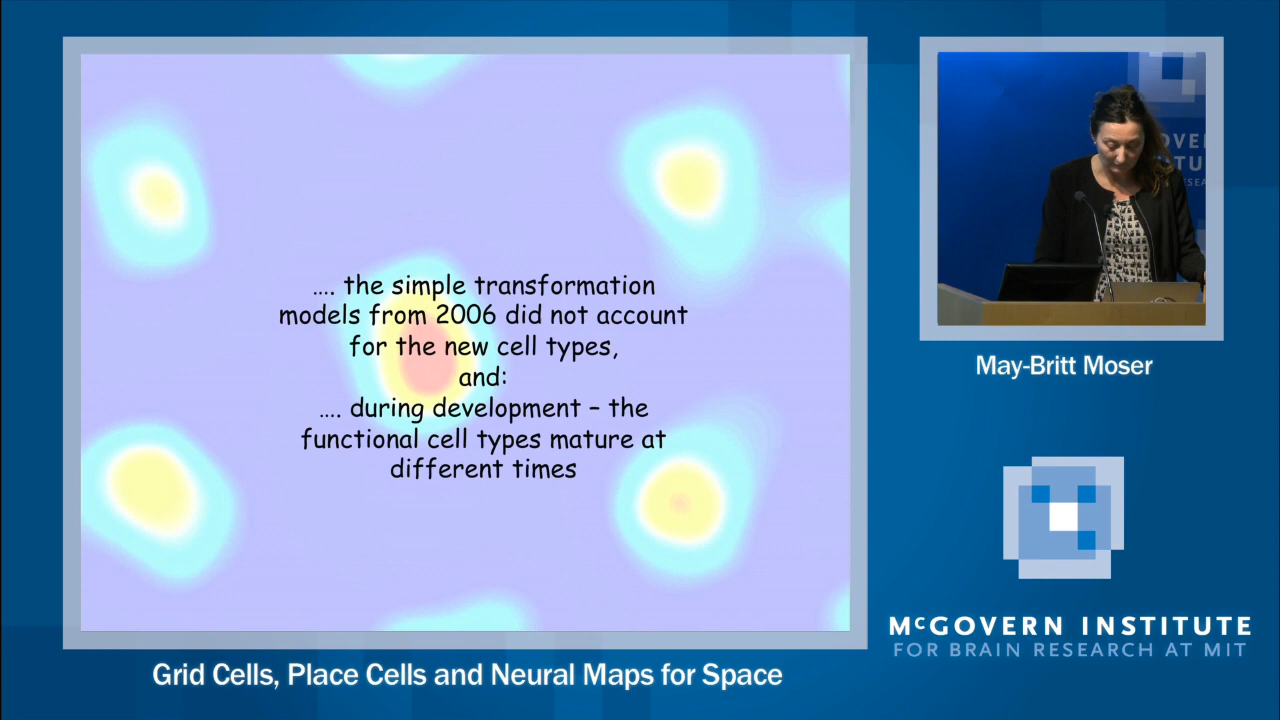 .... the simple transformation
models from 2006 did not account
for the new cell types,
and:
.... during development – the
functional cell types mature at
different times
May-Britt Moser
McGOVERN INSTITUTE
FOR BRAIN RESEARCH AT MIT
Grid Cells, Place Cells and Neural Maps for Space